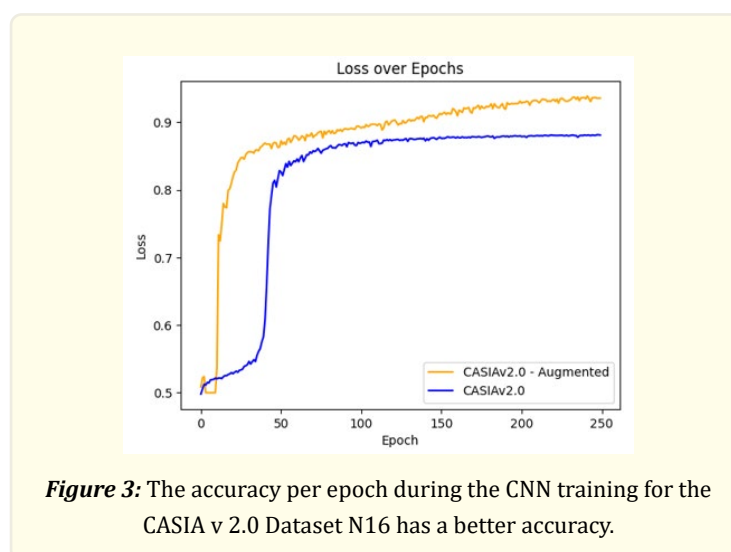 Loss over Epochs
0.9
0.8
0.7
0.6
0.5
Loss
0 50 100 150 200 250
Epoch
CASIAv2.0 - Augmented
CASIAv2.0
Figure 3: The accuracy per epoch during the CNN training for the
CASIA v 2.0 Dataset N16 has a better accuracy.